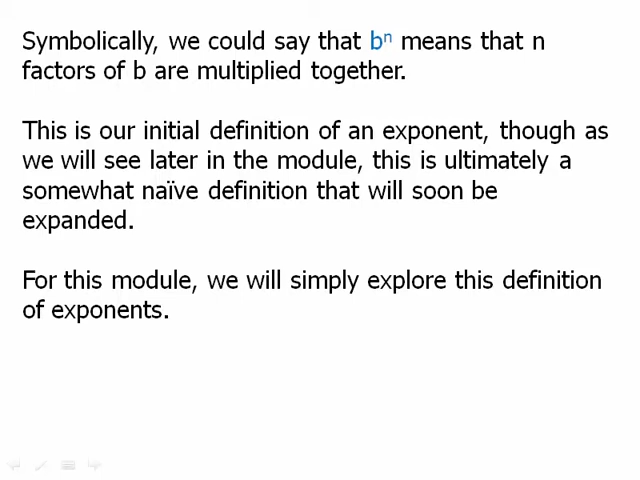 Symbolically, we could say that bⁿ means that n
factors of b are multiplied together.
This is our initial definition of an exponent, though as
we will see later in the module, this is ultimately a
somewhat naïve definition that will soon be
expanded.
For this module, we will simply explore this definition
of exponents.